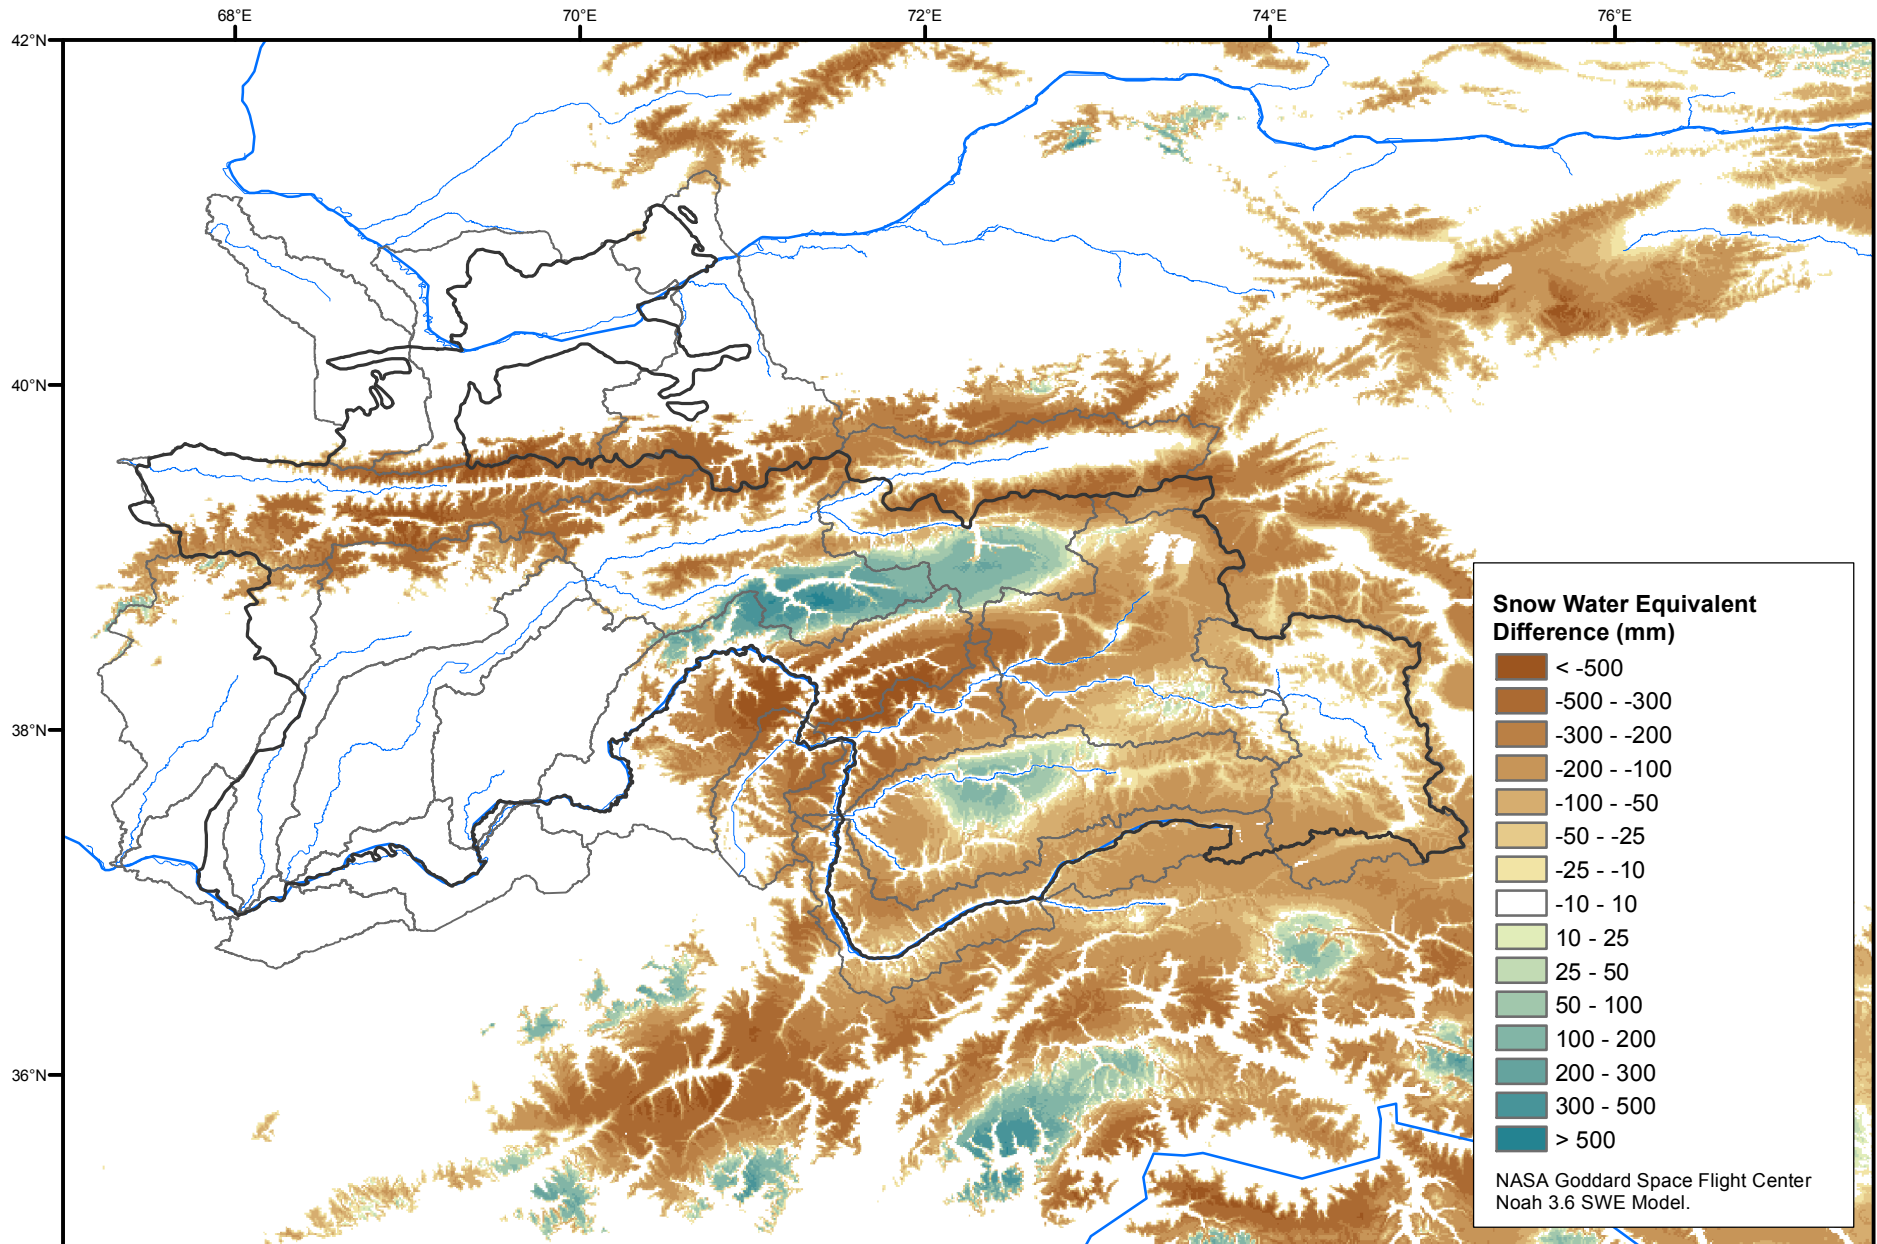 68°E
70°E
72°E
74°E
76°E
42°N
40°N
38°N
36°N
Snow Water Equivalent
Difference (mm)
< -500
-500 - -300
-300 - -200
-200 - -100
-100 - -50
-50 - -25
-25 - -10
-10 - 10
10 - 25
25 - 50
50 - 100
100 - 200
200 - 300
300 - 500
> 500
NASA Goddard Space Flight Center
Noah 3.6 SWE Model.